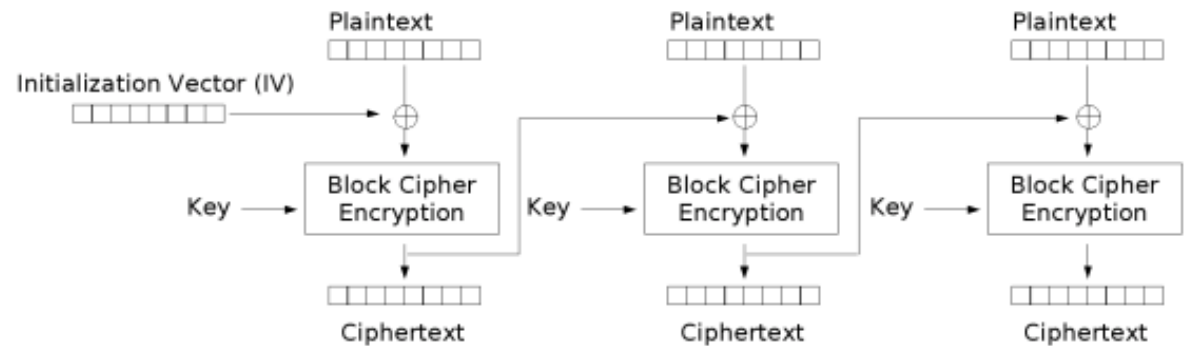 Plaintext
Plaintext
Plaintext
Initialization Vector (IV)
Key
Block Cipher
Encryption
Key
Block Cipher
Encryption
Key
Block Cipher
Encryption
Ciphertext
Ciphertext
Ciphertext